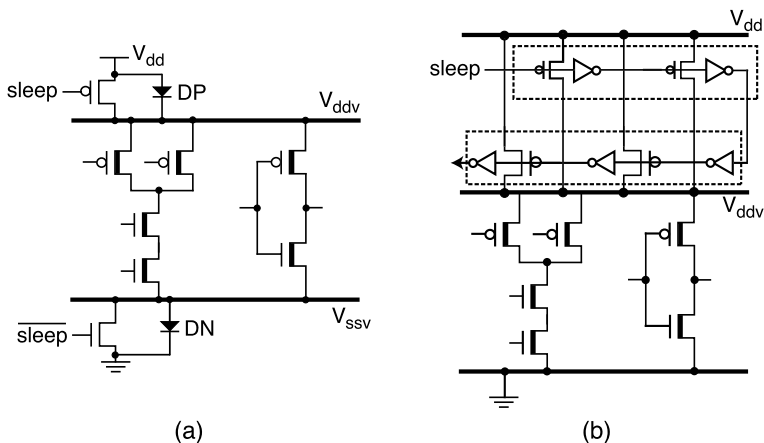 V_dd
sleep
DP
V_ddv
V_ssv
sleep
DN
(a)
V_dd
sleep
V_ddv
(b)